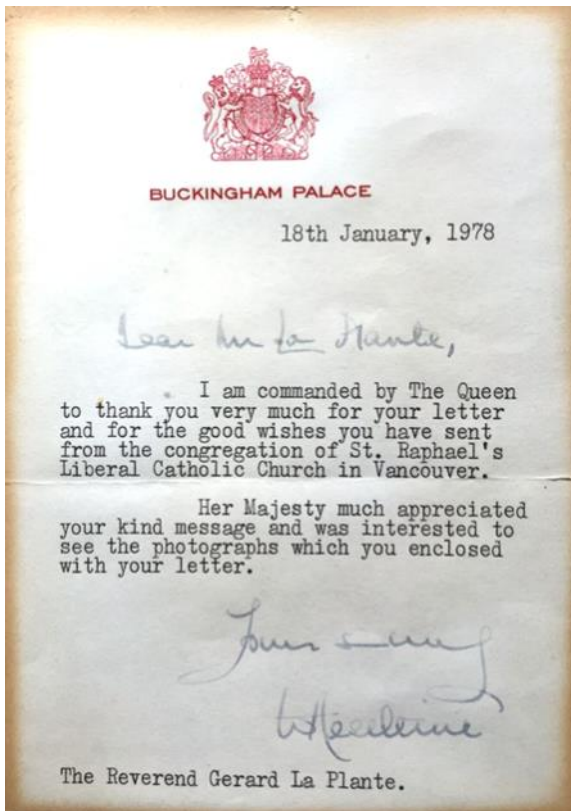 BUCKINGHAM PALACE
18th January, 1978
Dear Mr La Plante,
I am commanded by The Queen
to thank you very much for your letter
and for the good wishes you have sent
from the congregation of St. Raphael's
Liberal Catholic Church in Vancouver.
Her Majesty much appreciated
your kind message and was interested to
see the photographs which you enclosed
with your letter.
Yours
The Reverend Gerard La Plante.